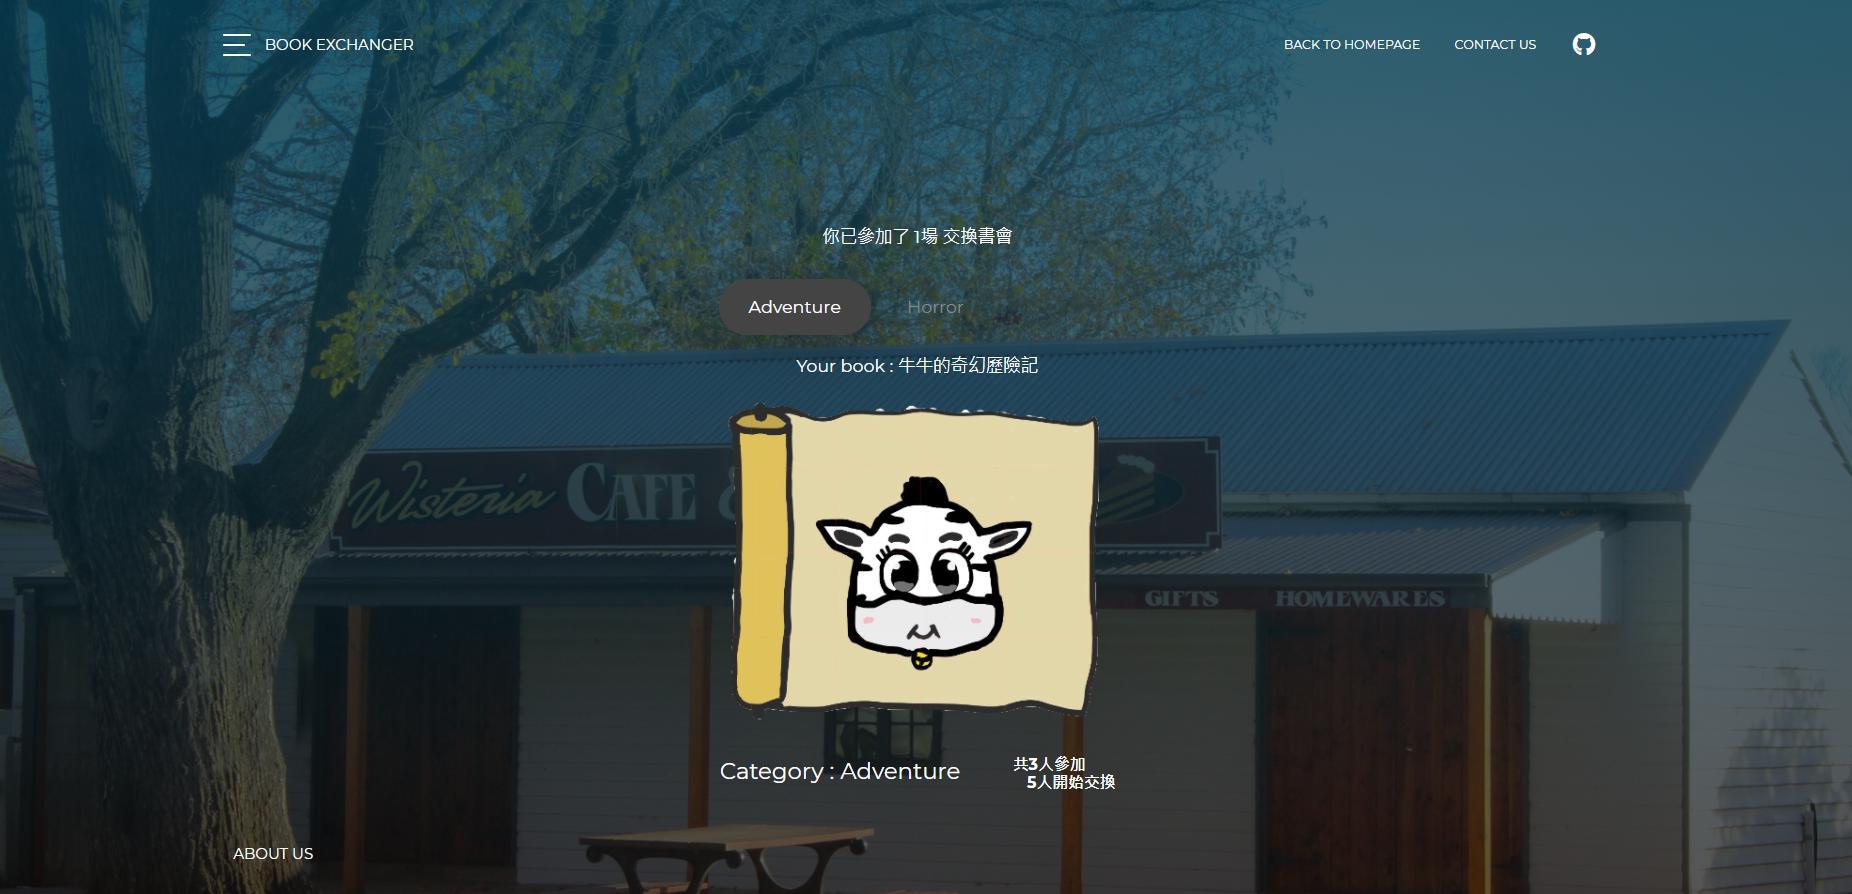 BOOK EXCHANGER
BACK TO HOMEPAGE
CONTACT US
你已參加了 1場 交換書會
Adventure
Horror
Your book : 牛牛的奇幻歷險記
Wisteria CAFE &
GIFTS
HOMEWARES
Category : Adventure
共3人參加
5人開始交換
ABOUT US